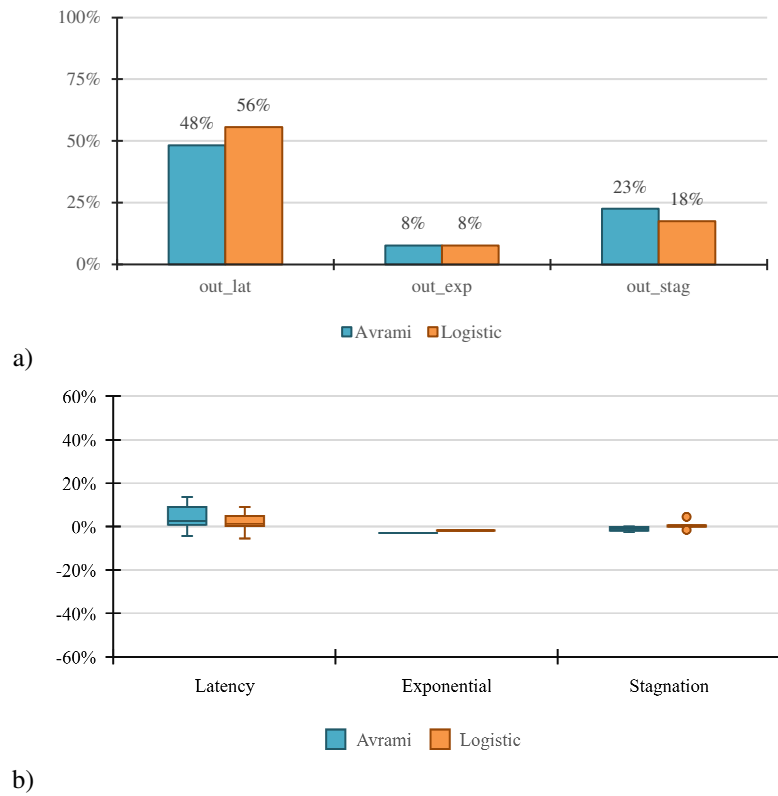 100%
75%
50%
25%
0%
48%
56%
8%
8%
23%
18%
out_lat
out_exp
out_stag
Avrami
Logistic
a)
60%
40%
20%
0%
-20%
-40%
-60%
Latency
Exponential
Stagnation
Avrami
Logistic
b)